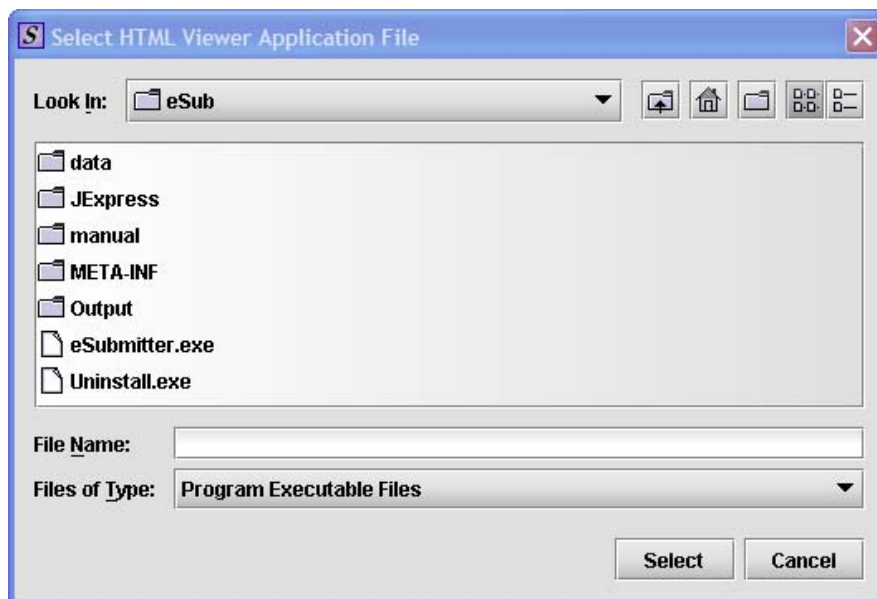 S Select HTML Viewer Application File
Look In: eSub
data
JExpress
manual
META-INF
Output
eSubmitter.exe
Uninstall.exe
File Name:
Files of Type: Program Executable Files
Select Cancel